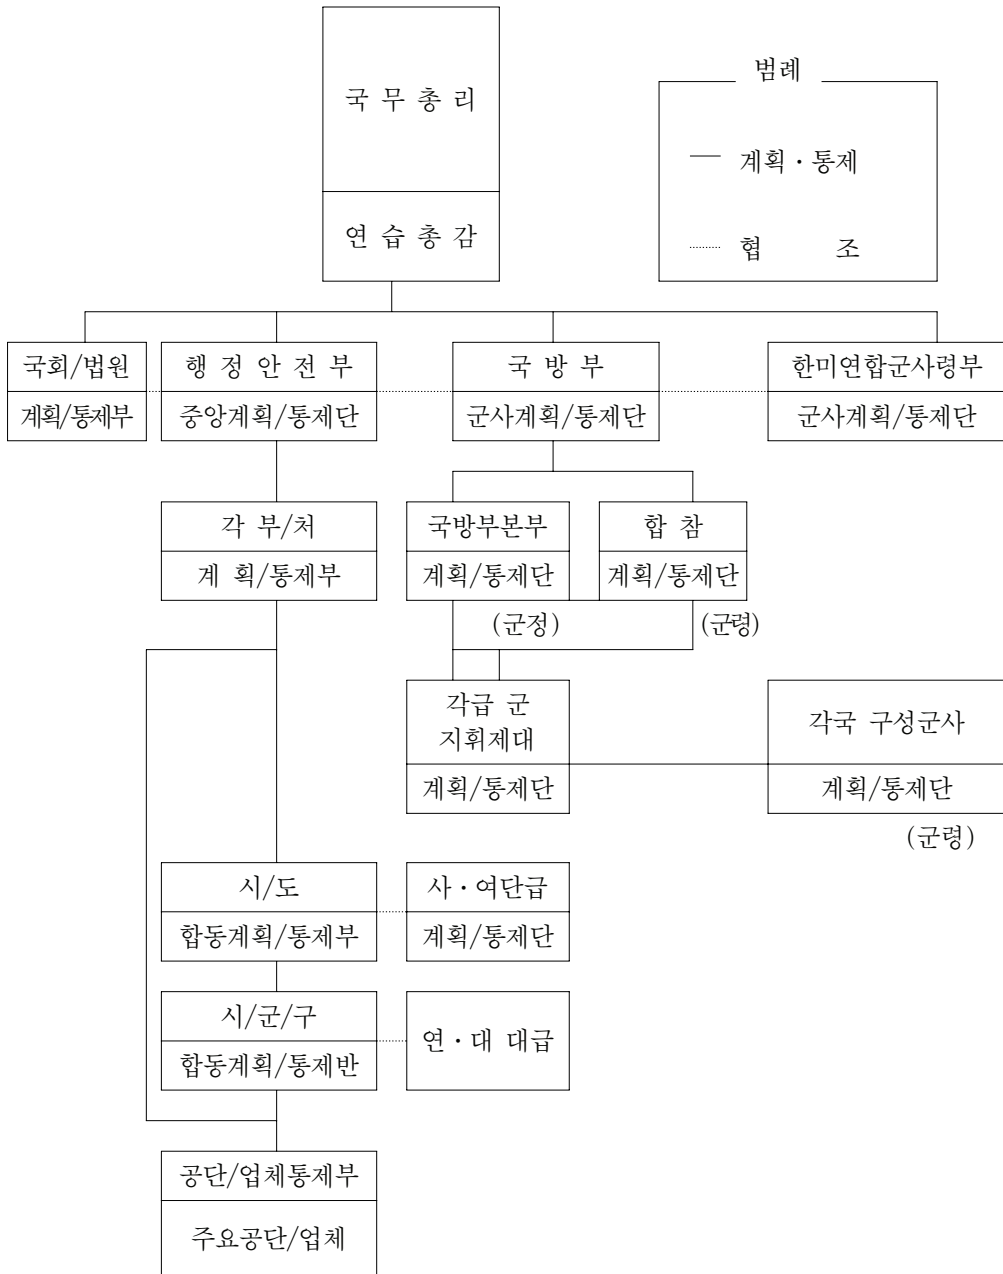 국 무 총 리
연 습 총 감
범례
계획 · 통제
협 조
국회/법원
계획/통제부
행 정 안 전 부
중앙계획/통제단
국 방 부
군사계획/통제단
한미연합군사령부
군사계획/통제단
각 부/처
계 획/통제부
국방부본부
계획/통제단
(군정)
합 참
계획/통제단
(군령)
각급 군
지휘제대
계획/통제단
각국 구성군사
계획/통제단
(군령)
시/도
합동계획/통제부
사 · 여단급
계획/통제단
시/군/구
합동계획/통제반
연 · 대 대급
공단/업체통제부
주요공단/업체